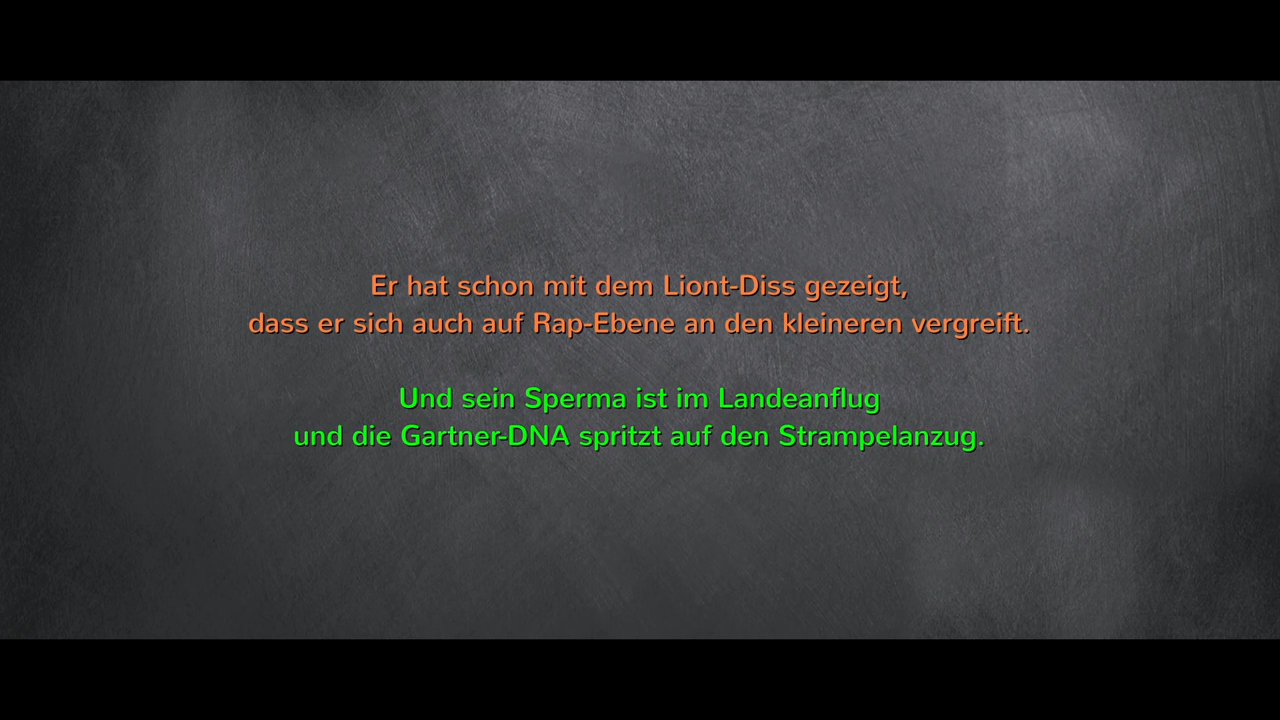 Er hat schon mit dem Liont-Diss gezeigt,
dass er sich auch auf Rap-Ebene an den kleineren vergreift.
Und sein Sperma ist im Landeanflug
und die Gartner-DNA spritzt auf den Strampelanzug.